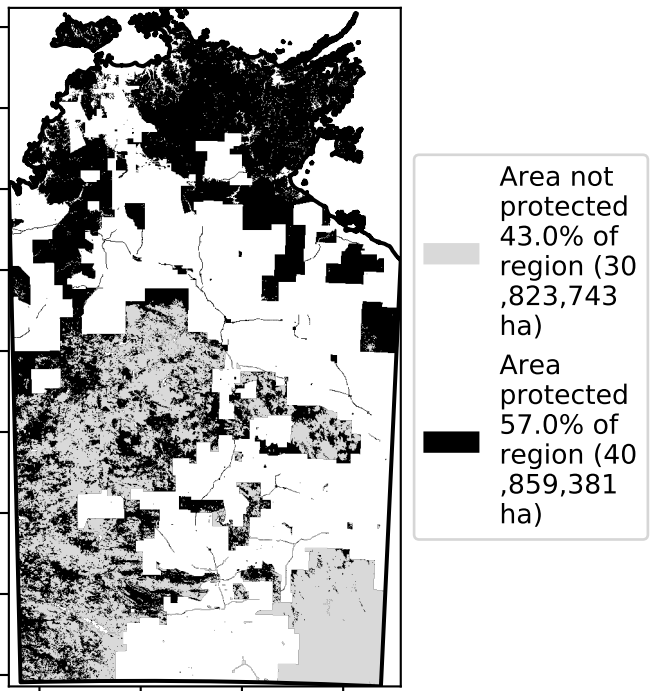 Area not
protected
43.0% of
region (30
,823,743
ha)
Area
protected
57.0% of
region (40
,859,381
ha)